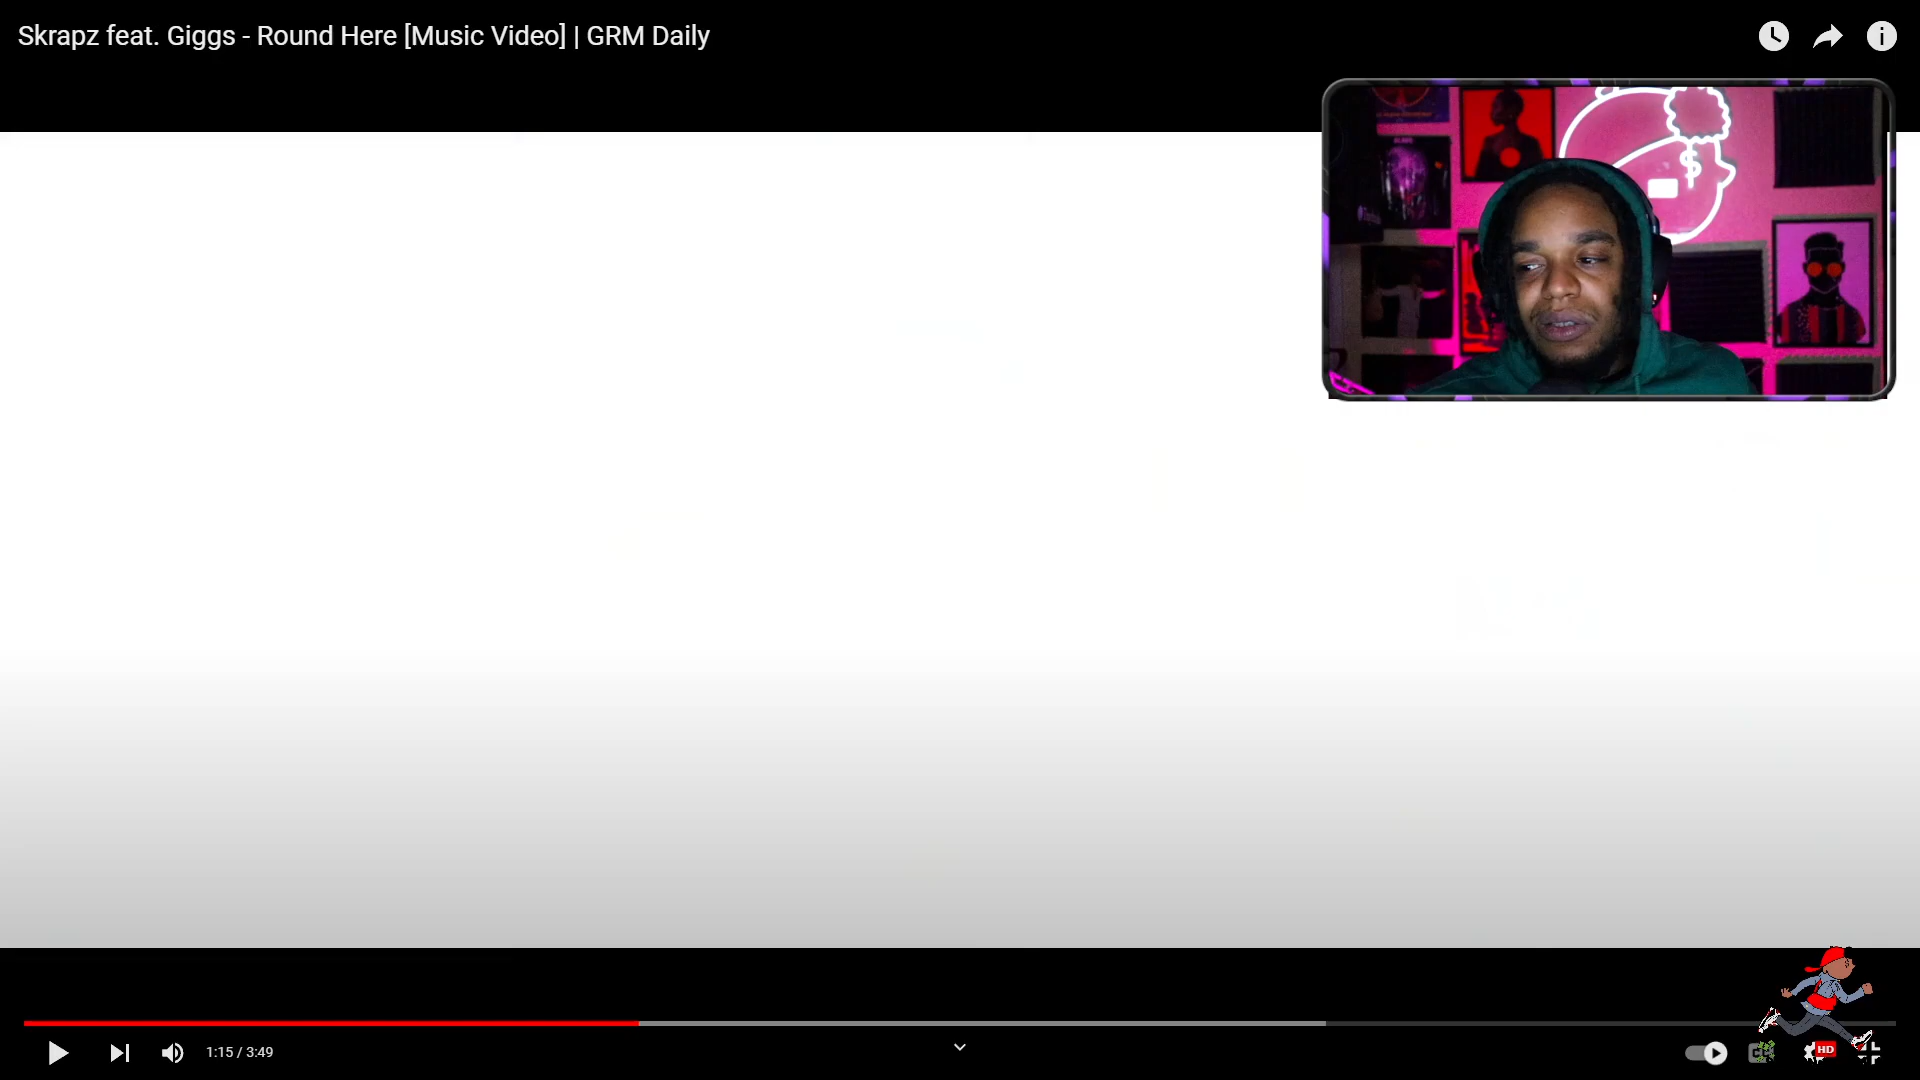 Skrapz feat. Giggs - Round Here [Music Video] | GRM Daily
$
1:15 / 3:49
HD